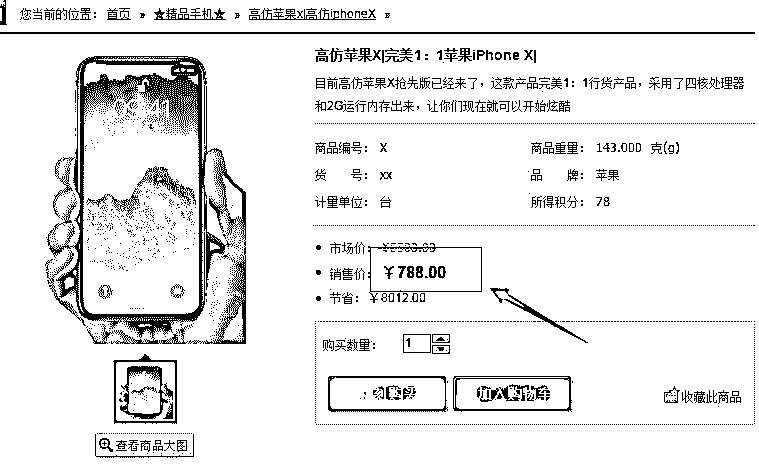 您当前的位置： 首页 » ★精品手机★ » 高仿苹果x|高仿iphoneX »
高仿苹果X|完美1：1苹果iPhone X|
目前高仿苹果X抢先版已经来了，这款产品完美1：1行货产品，采用了四核处理器
和2G运行内存出来，让你们现在就可以开始炫酷
商品编号： X 商品重量： 143.000 克(g)
货 号： xx 品 牌： 苹果
计量单位： 台 所得积分： 78
市场价：
销售价： ￥788.00
节省： ￥8012.00
购买数量： 1
购买
加入购物车
收藏此商品
查看商品大图